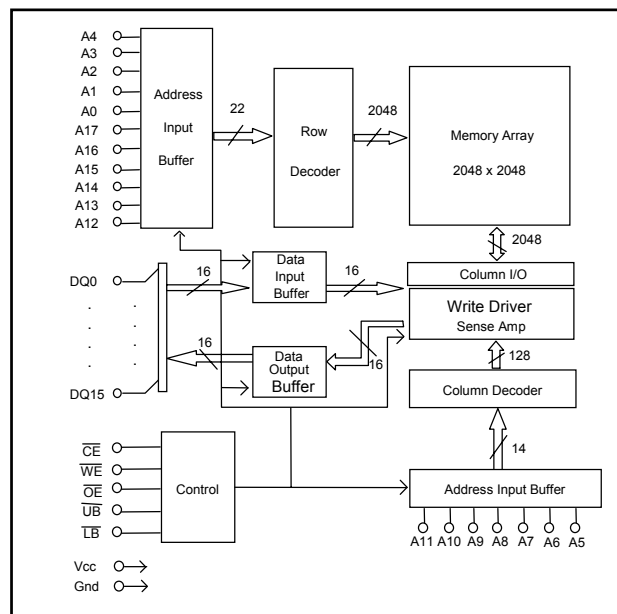 A4
A3
A2
A1
A0
A17
A16
A15
A14
A13
A12
Address
Input
Buffer
22
Row
Decoder
2048
Memory Array
2048 x 2048
2048
DQ0
.
.
.
.
DQ15
16
Data
Input
Buffer
16
Column I/O
Write Driver
Sense Amp
16
Data
Output
Buffer
16
128
Column Decoder
14
CE
WE
OE
UB
LB
Control
Address Input Buffer
A11 A10 A9 A8 A7 A6 A5
Vcc
Gnd